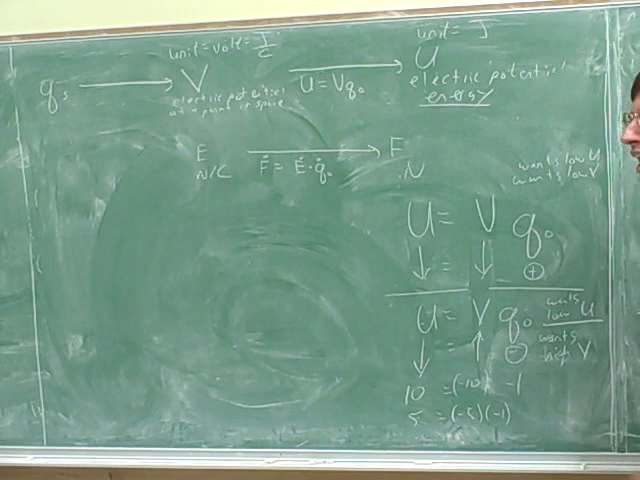 unit = volt = J/C
unit = J
qs → V → U
U = Vq₀
electric potential at a point in space
electric potential energy
E → F
N/C F⃗ = E⃗ · q₀ N
wants low U
wants low V
U = V q₀
↓ = ↓ ⊕
U = V q₀ wants low U
↓ = ↑ ⊖ wants high V
10 = (-10) -1
5 = (-5)(-1)